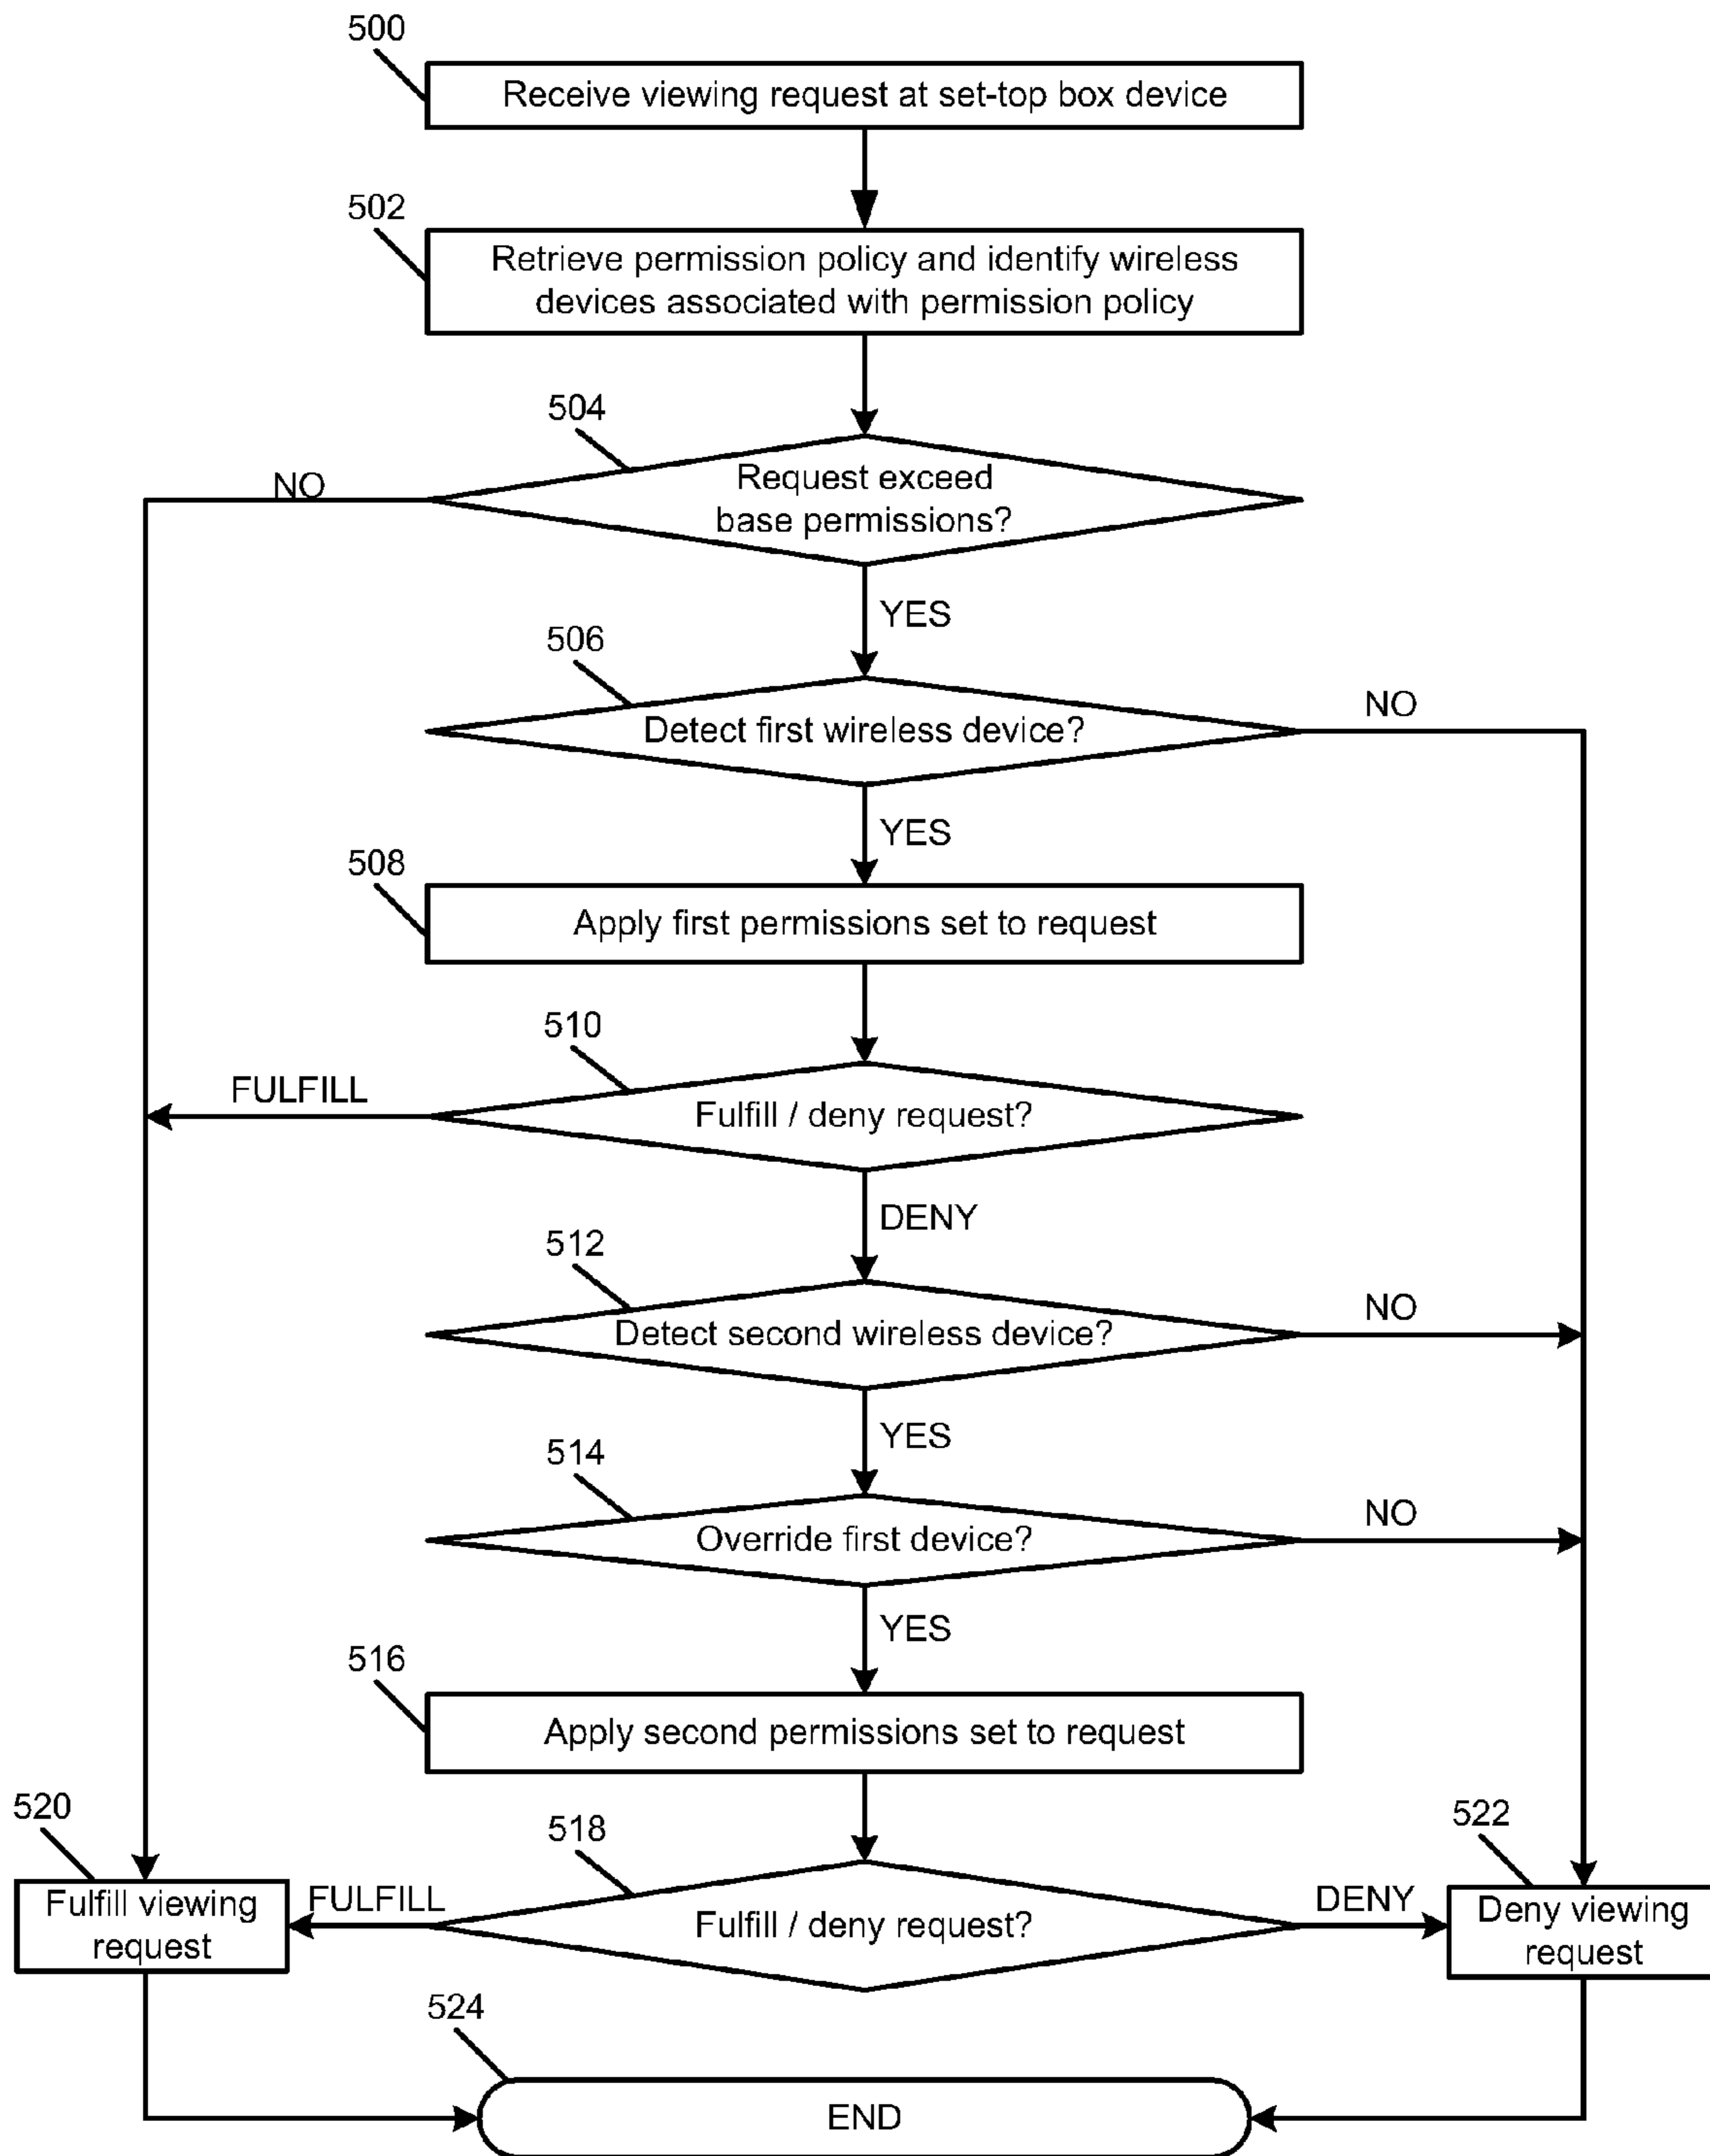 500
Receive viewing request at set-top box device
502
Retrieve permission policy and identify wireless
devices associated with permission policy
504
Request exceed
base permissions?
NO
YES
506
Detect first wireless device?
NO
YES
508
Apply first permissions set to request
510
Fulfill / deny request?
FULFILL
DENY
512
Detect second wireless device?
NO
YES
514
Override first device?
NO
YES
516
Apply second permissions set to request
518
Fulfill / deny request?
FULFILL
DENY
520
Fulfill viewing
request
522
Deny viewing
request
524
END